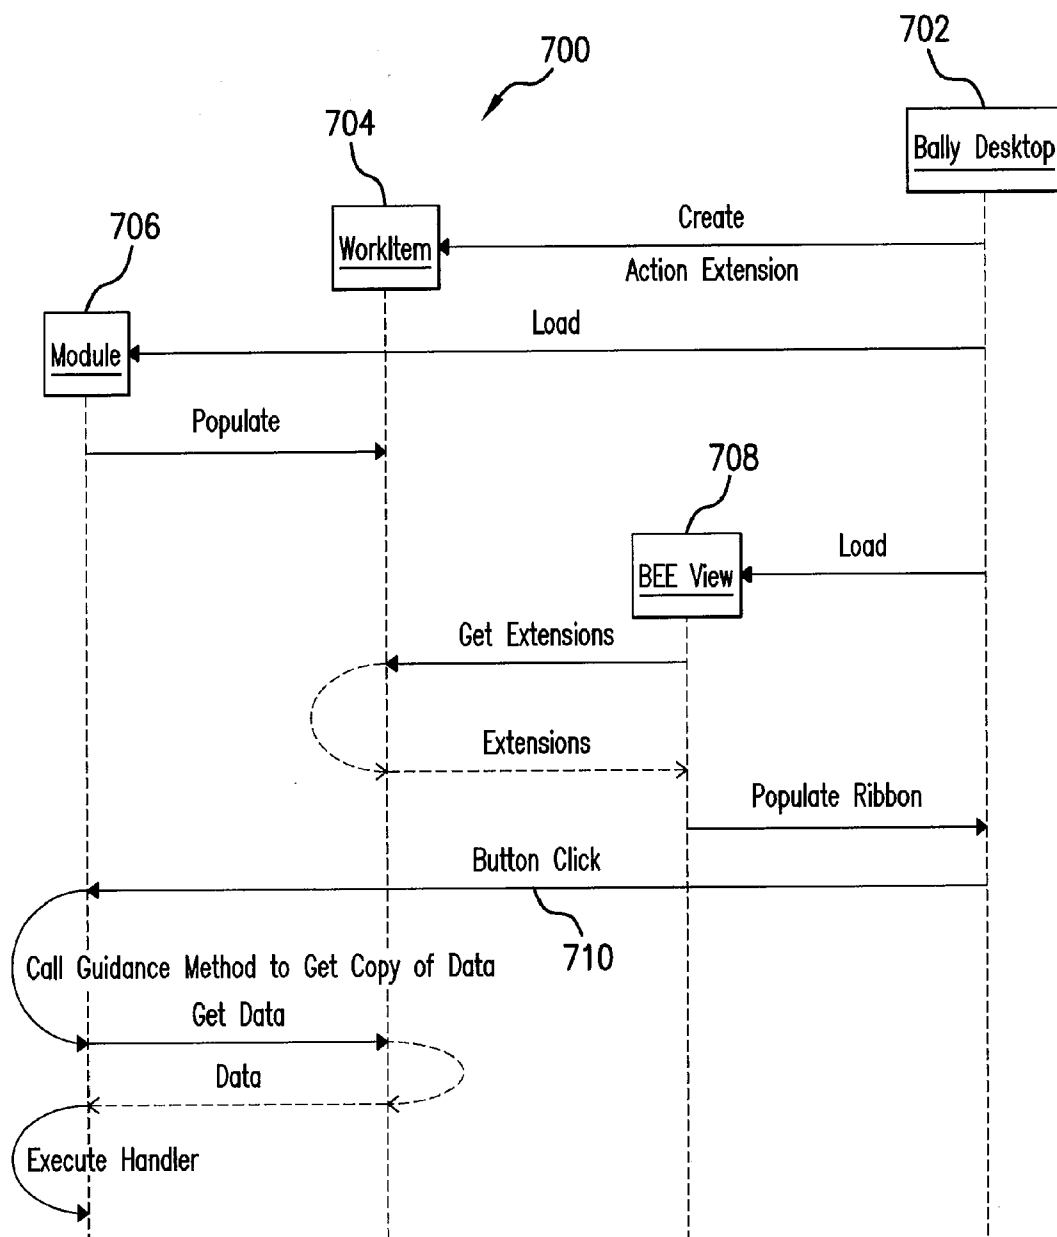 702
700
704
Bally Desktop
706
Create
WorkItem
Action Extension
Load
Module
Populate
708
Load
BEE View
Get Extensions
Extensions
Populate Ribbon
Button Click
710
Call Guidance Method to Get Copy of Data
Get Data
Data
Execute Handler